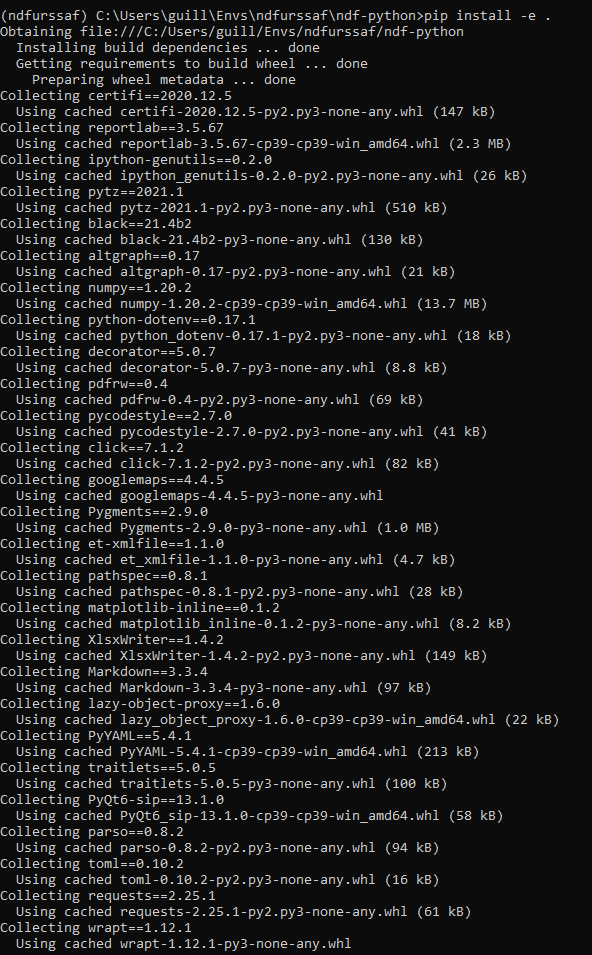 (ndfurssaf) C:\Users\guill\Envs\ndfurssaf\ndf-python>pip install -e .
Obtaining file:///C:/Users/guill/Envs/ndfurssaf/ndf-python
  Installing build dependencies ... done
  Getting requirements to build wheel ... done
    Preparing wheel metadata ... done
Collecting certifi==2020.12.5
  Using cached certifi-2020.12.5-py2.py3-none-any.whl (147 kB)
Collecting reportlab==3.5.67
  Using cached reportlab-3.5.67-cp39-cp39-win_amd64.whl (2.3 MB)
Collecting ipython-genutils==0.2.0
  Using cached ipython_genutils-0.2.0-py2.py3-none-any.whl (26 kB)
Collecting pytz==2021.1
  Using cached pytz-2021.1-py2.py3-none-any.whl (510 kB)
Collecting black==21.4b2
  Using cached black-21.4b2-py3-none-any.whl (130 kB)
Collecting altgraph==0.17
  Using cached altgraph-0.17-py2.py3-none-any.whl (21 kB)
Collecting numpy==1.20.2
  Using cached numpy-1.20.2-cp39-cp39-win_amd64.whl (13.7 MB)
Collecting python-dotenv==0.17.1
  Using cached python_dotenv-0.17.1-py2.py3-none-any.whl (18 kB)
Collecting decorator==5.0.7
  Using cached decorator-5.0.7-py3-none-any.whl (8.8 kB)
Collecting pdfrw==0.4
  Using cached pdfrw-0.4-py2.py3-none-any.whl (69 kB)
Collecting pycodestyle==2.7.0
  Using cached pycodestyle-2.7.0-py2.py3-none-any.whl (41 kB)
Collecting click==7.1.2
  Using cached click-7.1.2-py2.py3-none-any.whl (82 kB)
Collecting googlemaps==4.4.5
  Using cached googlemaps-4.4.5-py3-none-any.whl
Collecting Pygments==2.9.0
  Using cached Pygments-2.9.0-py3-none-any.whl (1.0 MB)
Collecting et-xmlfile==1.1.0
  Using cached et_xmlfile-1.1.0-py3-none-any.whl (4.7 kB)
Collecting pathspec==0.8.1
  Using cached pathspec-0.8.1-py2.py3-none-any.whl (28 kB)
Collecting matplotlib-inline==0.1.2
  Using cached matplotlib_inline-0.1.2-py3-none-any.whl (8.2 kB)
Collecting XlsxWriter==1.4.2
  Using cached XlsxWriter-1.4.2-py2.py3-none-any.whl (149 kB)
Collecting Markdown==3.3.4
  Using cached Markdown-3.3.4-py3-none-any.whl (97 kB)
Collecting lazy-object-proxy==1.6.0
  Using cached lazy_object_proxy-1.6.0-cp39-cp39-win_amd64.whl (22 kB)
Collecting PyYAML==5.4.1
  Using cached PyYAML-5.4.1-cp39-cp39-win_amd64.whl (213 kB)
Collecting traitlets==5.0.5
  Using cached traitlets-5.0.5-py3-none-any.whl (100 kB)
Collecting PyQt6-sip==13.1.0
  Using cached PyQt6_sip-13.1.0-cp39-cp39-win_amd64.whl (58 kB)
Collecting parso==0.8.2
  Using cached parso-0.8.2-py2.py3-none-any.whl (94 kB)
Collecting toml==0.10.2
  Using cached toml-0.10.2-py2.py3-none-any.whl (16 kB)
Collecting requests==2.25.1
  Using cached requests-2.25.1-py2.py3-none-any.whl (61 kB)
Collecting wrapt==1.12.1
  Using cached wrapt-1.12.1-py3-none-any.whl